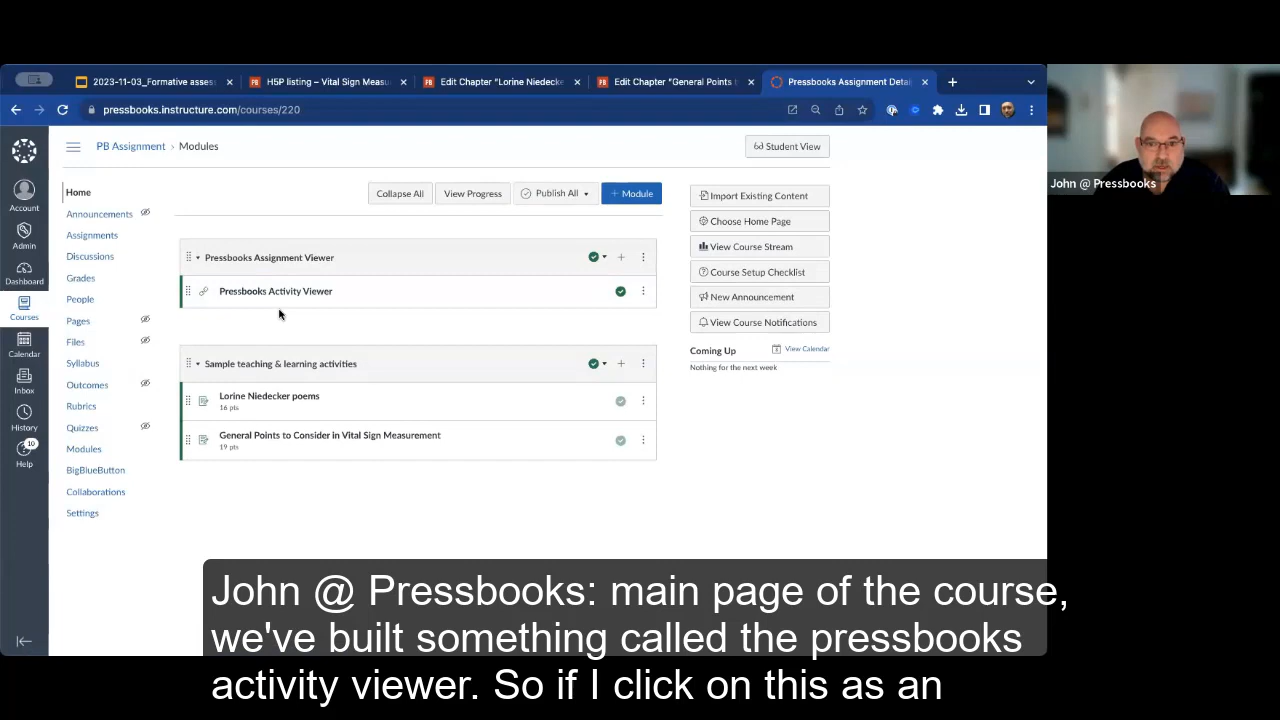 2023-11-03_Formative asses
H5P listing – Vital Sign Measu
Edit Chapter “Lorine Niedecke
Edit Chapter “General Points
Pressbooks Assignment Deta
pressbooks.instructure.com/courses/220
PB Assignment › Modules
Student View
Account
Admin
Dashboard
Courses
Calendar
Inbox
History
10
Help
Home
Announcements
Assignments
Discussions
Grades
People
Pages
Files
Syllabus
Outcomes
Rubrics
Quizzes
Modules
BigBlueButton
Collaborations
Settings
Collapse All
View Progress
Publish All
+ Module
Pressbooks Assignment Viewer
Pressbooks Activity Viewer
Sample teaching & learning activities
Lorine Niedecker poems
16 pts
General Points to Consider in Vital Sign Measurement
19 pts
Import Existing Content
Choose Home Page
View Course Stream
Course Setup Checklist
New Announcement
View Course Notifications
Coming Up
View Calendar
Nothing for the next week
John @ Pressbooks
John @ Pressbooks: main page of the course,
we've built something called the pressbooks
activity viewer. So if I click on this as an